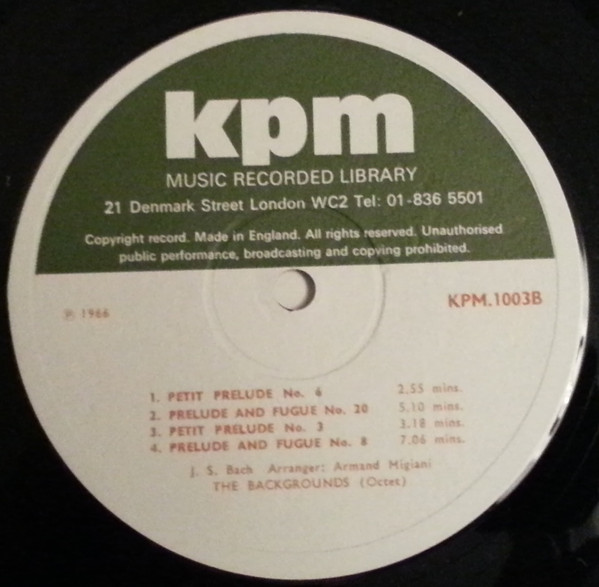 kpm
MUSIC RECORDED LIBRARY
21 Denmark Street London WC2 Tel: 01-836 5501
Copyright record. Made in England. All rights reserved. Unauthorised
public performance, broadcasting and copying prohibited.
℗ 1966
KPM.1003B
1. PETIT PRELUDE No. 6 2.55 mins.
2. PRELUDE AND FUGUE No. 20 5.10 mins.
3. PETIT PRELUDE No. 3 3.18 mins.
4. PRELUDE AND FUGUE No. 8 7.06 mins.
J. S. Bach Arranger: Armand Migiani
THE BACKGROUNDS (Octet)